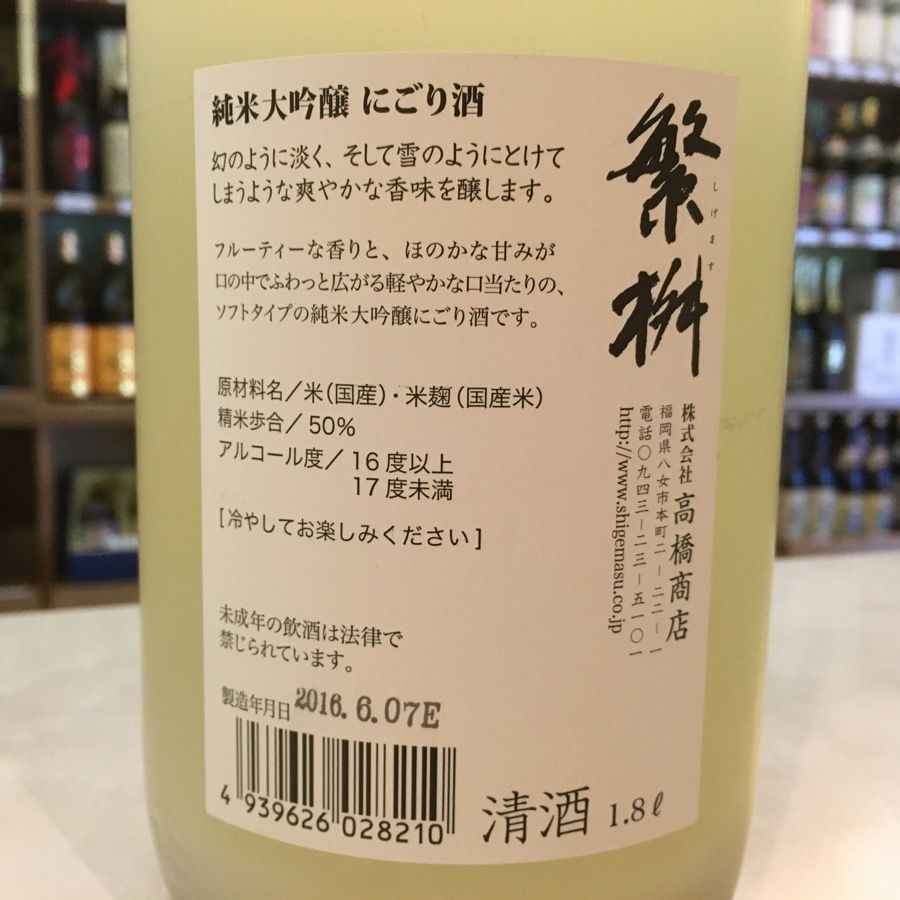 純米大吟醸 にごり酒
幻のように淡く、そして雪のようにとけて
しまうような爽やかな香味を醸します。
フルーティーな香りと、ほのかな甘みが
口の中でふわっと広がる軽やかな口当たりの、
ソフトタイプの純米大吟醸にごり酒です。
原材料名／米(国産)・米麹(国産米)
精米歩合／50%
アルコール度／16度以上
17度未満
[冷やしてお楽しみください]
未成年の飲酒は法律で
禁じられています。
製造年月日 2016. 6. 07E
4 939626 028210
清酒 1.8ℓ
繁桝
しげます
株式会社 高橋商店
福岡県八女市本町二－二二－一
電話〇九四三－二三－五一〇一
http://www.shigemasu.co.jp